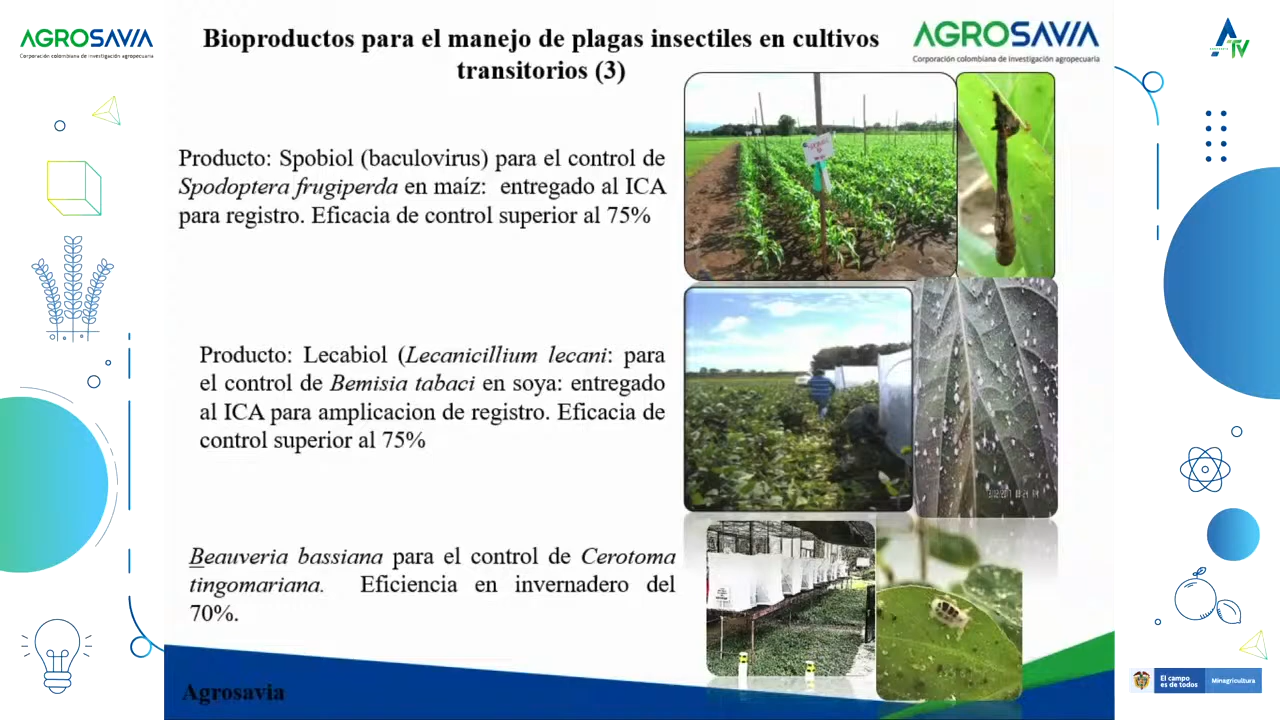 AGROSAVIA
Corporación colombiana de investigación agropecuaria
Bioproductos para el manejo de plagas insectiles en cultivos
transitorios (3)
AGROSAVIA
Corporación colombiana de investigación agropecuaria
TV
Producto: Spobiol (baculovirus) para el control de
Spodoptera frugiperda en maíz: entregado al ICA
para registro. Eficacia de control superior al 75%
Producto: Lecabiol (Lecanicillium lecani: para
el control de Bemisia tabaci en soya: entregado
al ICA para amplicacion de registro. Eficacia de
control superior al 75%
Beauveria bassiana para el control de Cerotoma
tingomariana. Eficiencia en invernadero del
70%.
Agrosavia
El campo
es de todos
Minagricultura